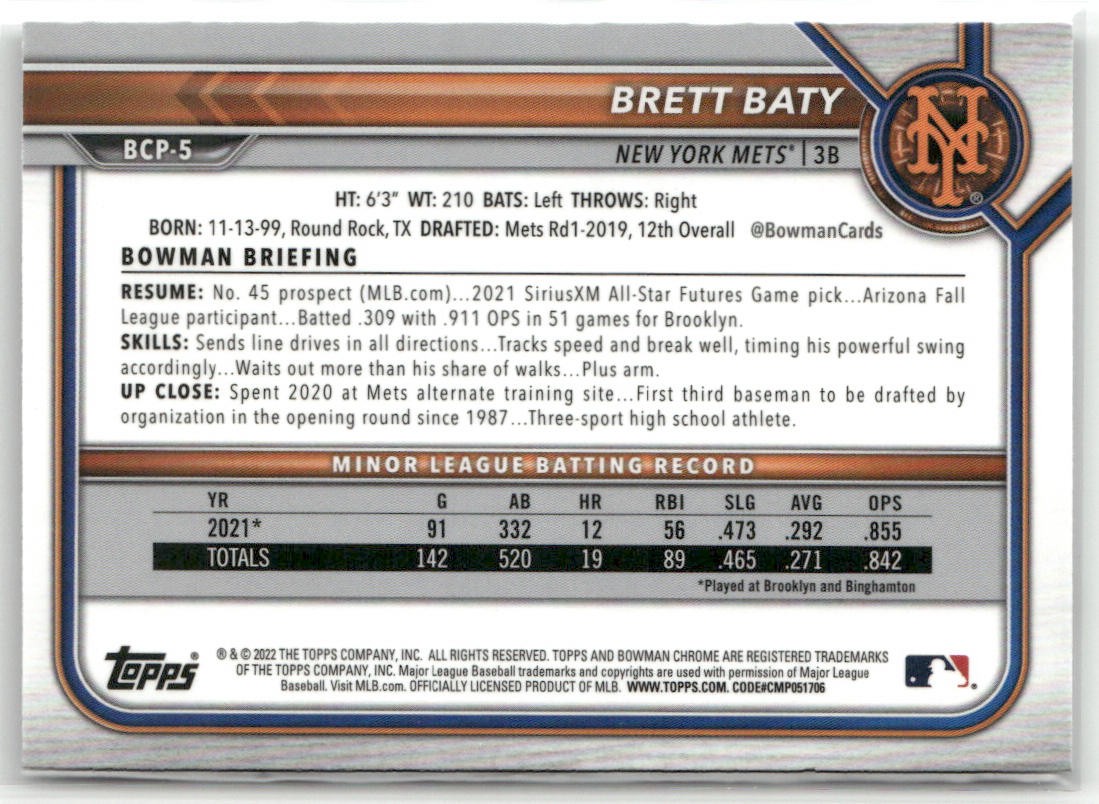 BRETT BATY
BCP-5
NEW YORK METS® | 3B
NY
®
HT: 6'3" WT: 210 BATS: Left THROWS: Right
BORN: 11-13-99, Round Rock, TX DRAFTED: Mets Rd1-2019, 12th Overall @BowmanCards
BOWMAN BRIEFING
RESUME: No. 45 prospect (MLB.com)...2021 SiriusXM All-Star Futures Game pick...Arizona Fall
League participant...Batted .309 with .911 OPS in 51 games for Brooklyn.
SKILLS: Sends line drives in all directions...Tracks speed and break well, timing his powerful swing
accordingly...Waits out more than his share of walks...Plus arm.
UP CLOSE: Spent 2020 at Mets alternate training site...First third baseman to be drafted by
organization in the opening round since 1987...Three-sport high school athlete.
MINOR LEAGUE BATTING RECORD
YR G AB HR RBI SLG AVG OPS
2021* 91 332 12 56 .473 .292 .855
TOTALS 142 520 19 89 .465 .271 .842
*Played at Brooklyn and Binghamton
Topps®
® & © 2022 THE TOPPS COMPANY, INC. ALL RIGHTS RESERVED. TOPPS AND BOWMAN CHROME ARE REGISTERED TRADEMARKS
OF THE TOPPS COMPANY, INC. Major League Baseball trademarks and copyrights are used with permission of Major League
Baseball. Visit MLB.com. OFFICIALLY LICENSED PRODUCT OF MLB. WWW.TOPPS.COM. CODE#CMP051706
®